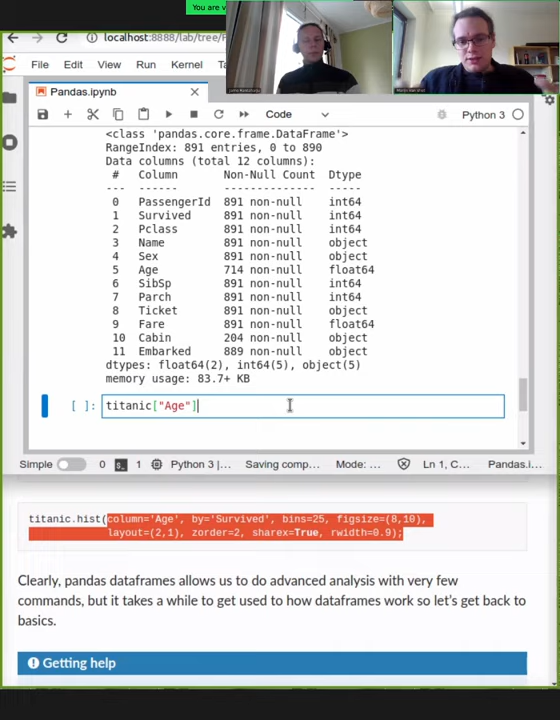 You are v
localhost:8888/lab/tree/P
File Edit View Run Kernel
Pandas.ipynb
Code Python 3
<class 'pandas.core.frame.DataFrame'>
RangeIndex: 891 entries, 0 to 890
Data columns (total 12 columns):
# Column Non-Null Count Dtype
--- ------ -------------- -----
0 PassengerId 891 non-null int64
1 Survived 891 non-null int64
2 Pclass 891 non-null int64
3 Name 891 non-null object
4 Sex 891 non-null object
5 Age 714 non-null float64
6 SibSp 891 non-null int64
7 Parch 891 non-null int64
8 Ticket 891 non-null object
9 Fare 891 non-null float64
10 Cabin 204 non-null object
11 Embarked 889 non-null object
dtypes: float64(2), int64(5), object(5)
memory usage: 83.7+ KB
[ ]: titanic["Age"]
Simple 0 1 Python 3 |... Saving comp... Mode: ... Ln 1, C... Pandas.i...
titanic.hist(column='Age', by='Survived', bins=25, figsize=(8,10),
layout=(2,1), zorder=2, sharex=True, rwidth=0.9);
Clearly, pandas dataframes allows us to do advanced analysis with very few
commands, but it takes a while to get used to how dataframes work so let's get back to
basics.
Getting help